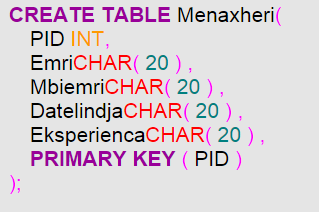 CREATE TABLE Menaxheri(
PID INT,
EmriCHAR( 20 ) ,
MbiemriCHAR( 20 ) ,
DatelindjaCHAR( 20 ) ,
EksperiencaCHAR( 20 ) ,
PRIMARY KEY ( PID )
);